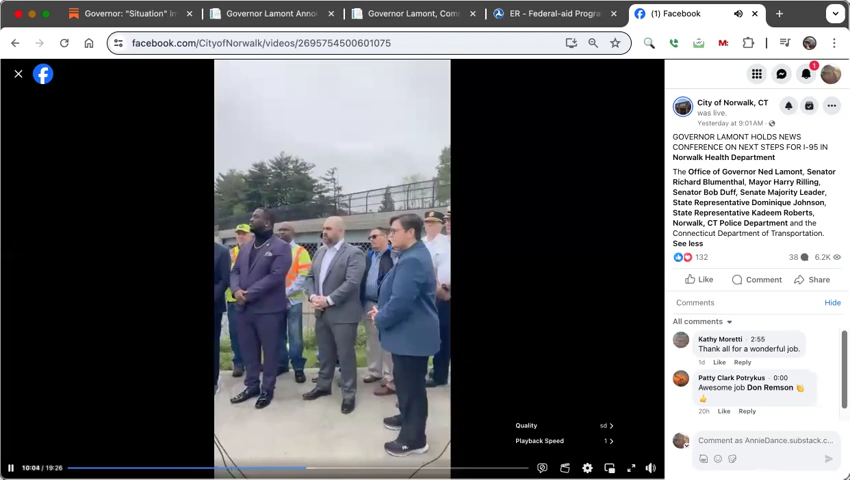 Governor: "Situation" In
Governor Lamont Anno
Governor Lamont, Com
ER - Federal-aid Progra
(1) Facebook
facebook.com/CityofNorwalk/videos/2695754500601075
City of Norwalk, CT
was live.
Yesterday at 9:01 AM
GOVERNOR LAMONT HOLDS NEWS
CONFERENCE ON NEXT STEPS FOR I-95 IN
Norwalk Health Department
The Office of Governor Ned Lamont, Senator
Richard Blumenthal, Mayor Harry Rilling,
Senator Bob Duff, Senate Majority Leader,
State Representative Dominique Johnson,
State Representative Kadeem Roberts,
Norwalk, CT Police Department and the
Connecticut Department of Transportation.
See less
132
38
6.2K
Like
Comment
Share
Comments
Hide
All comments
Kathy Moretti · 2:55
Thank all for a wonderful job.
1d Like Reply
Patty Clark Potrykus · 0:00
Awesome job Don Remson
20h Like Reply
Comment as AnnieDance.substack.c...
Quality sd
Playback Speed 1
10:04 / 19:26
1
M: